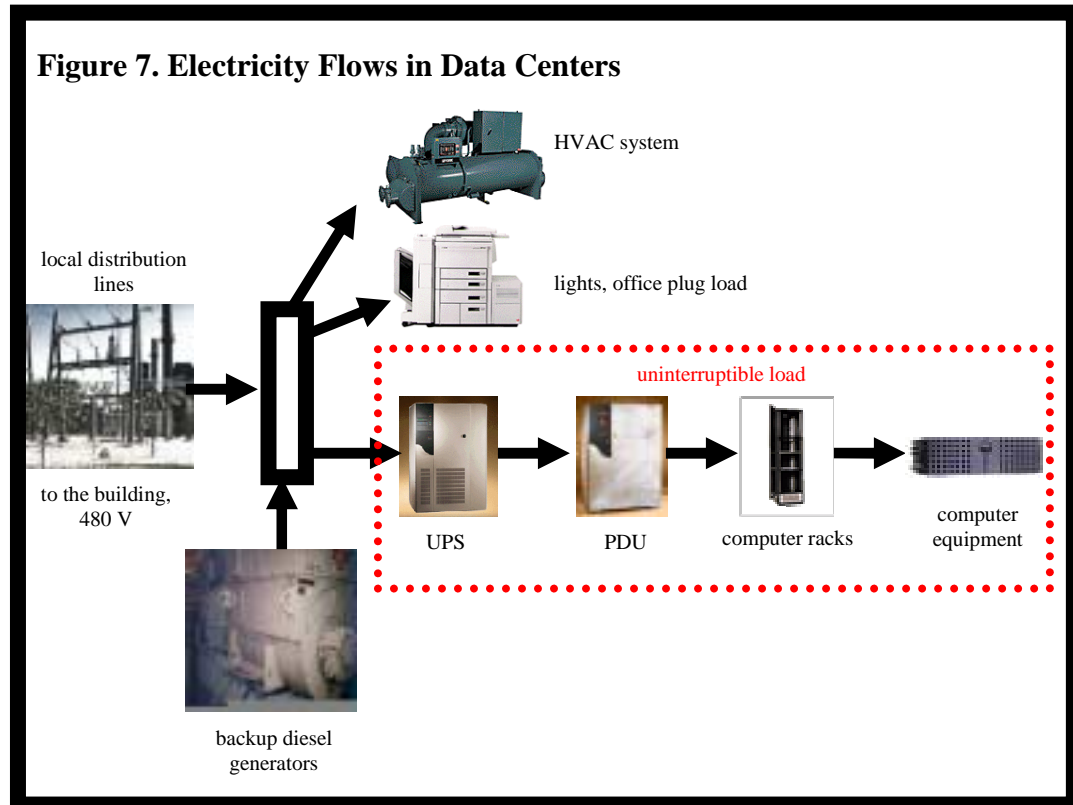 Figure 7. Electricity Flows in Data Centers
HVAC system
lights, office plug load
local distribution
lines
to the building,
480 V
uninterruptible load
UPS
PDU
computer racks
computer
equipment
backup diesel
generators